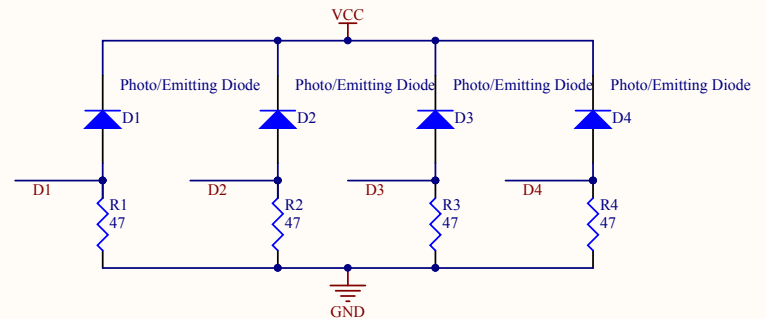 VCC
Photo/Emitting Diode
Photo/Emitting Diode
Photo/Emitting Diode
Photo/Emitting Diode
D1
D2
D3
D4
D1
D2
D3
D4
R1
47
R2
47
R3
47
R4
47
GND